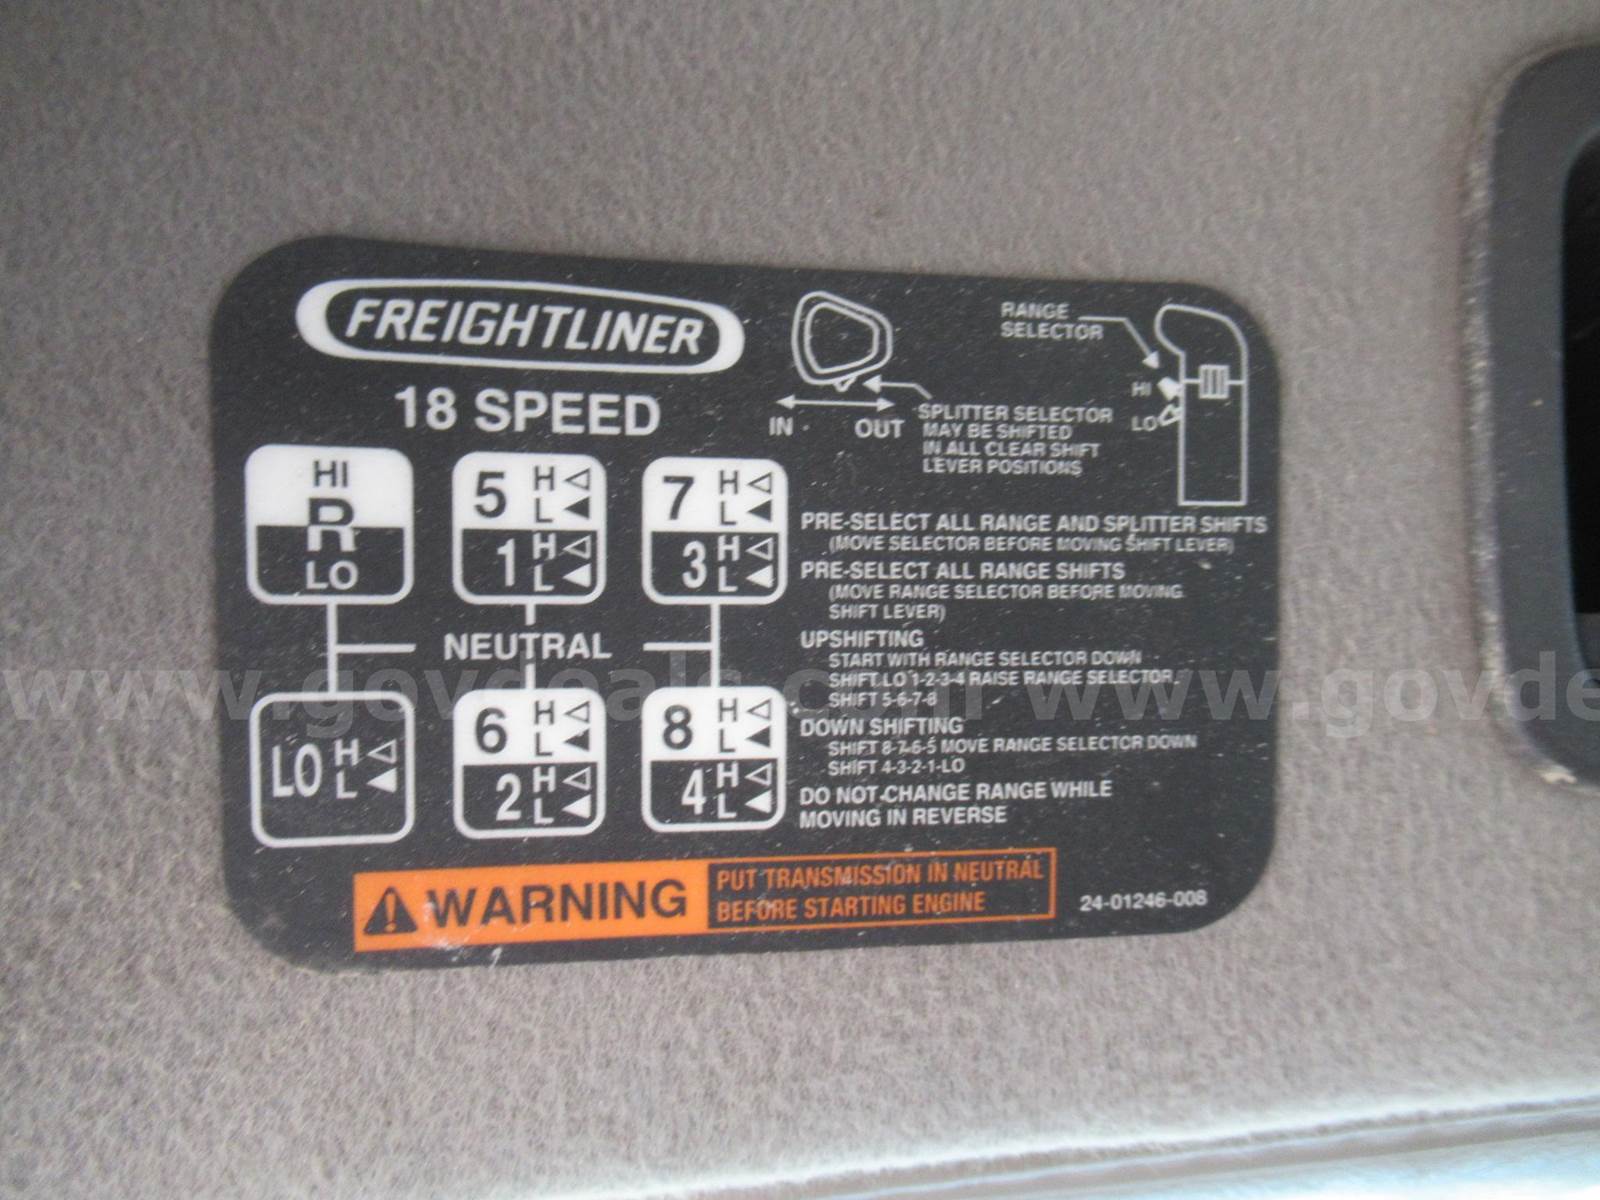 FREIGHTLINER
18 SPEED
RANGE
SELECTOR
HI
LO
IN
OUT
SPLITTER SELECTOR
MAY BE SHIFTED
IN ALL CLEAR SHIFT
LEVER POSITIONS
HI
R
LO
5 H L
1 H L
7 H L
3 H L
NEUTRAL
LO H L
6 H L
2 H L
8 H L
4 H L
PRE-SELECT ALL RANGE AND SPLITTER SHIFTS
(MOVE SELECTOR BEFORE MOVING SHIFT LEVER)
PRE-SELECT ALL RANGE SHIFTS
(MOVE RANGE SELECTOR BEFORE MOVING
SHIFT LEVER)
UPSHIFTING
START WITH RANGE SELECTOR DOWN
SHIFT LO 1-2-3-4 RAISE RANGE SELECTOR
SHIFT 5-6-7-8
DOWN SHIFTING
SHIFT 8-7-6-5 MOVE RANGE SELECTOR DOWN
SHIFT 4-3-2-1-LO
DO NOT CHANGE RANGE WHILE
MOVING IN REVERSE
WARNING
PUT TRANSMISSION IN NEUTRAL
BEFORE STARTING ENGINE
24-01246-008
www.govdeals.com www.govde